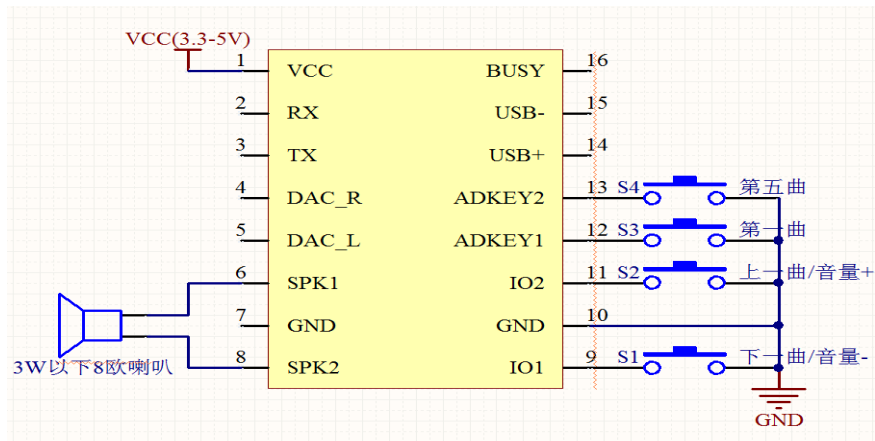 VCC(3.3-5V)
1 VCC BUSY 16
2 RX USB- 15
3 TX USB+ 14
4 DAC_R ADKEY2 13 S4 第五曲
5 DAC_L ADKEY1 12 S3 第一曲
6 SPK1 IO2 11 S2 上一曲/音量+
7 GND GND 10
3W以下8欧喇叭 8 SPK2 IO1 9 S1 下一曲/音量-
GND